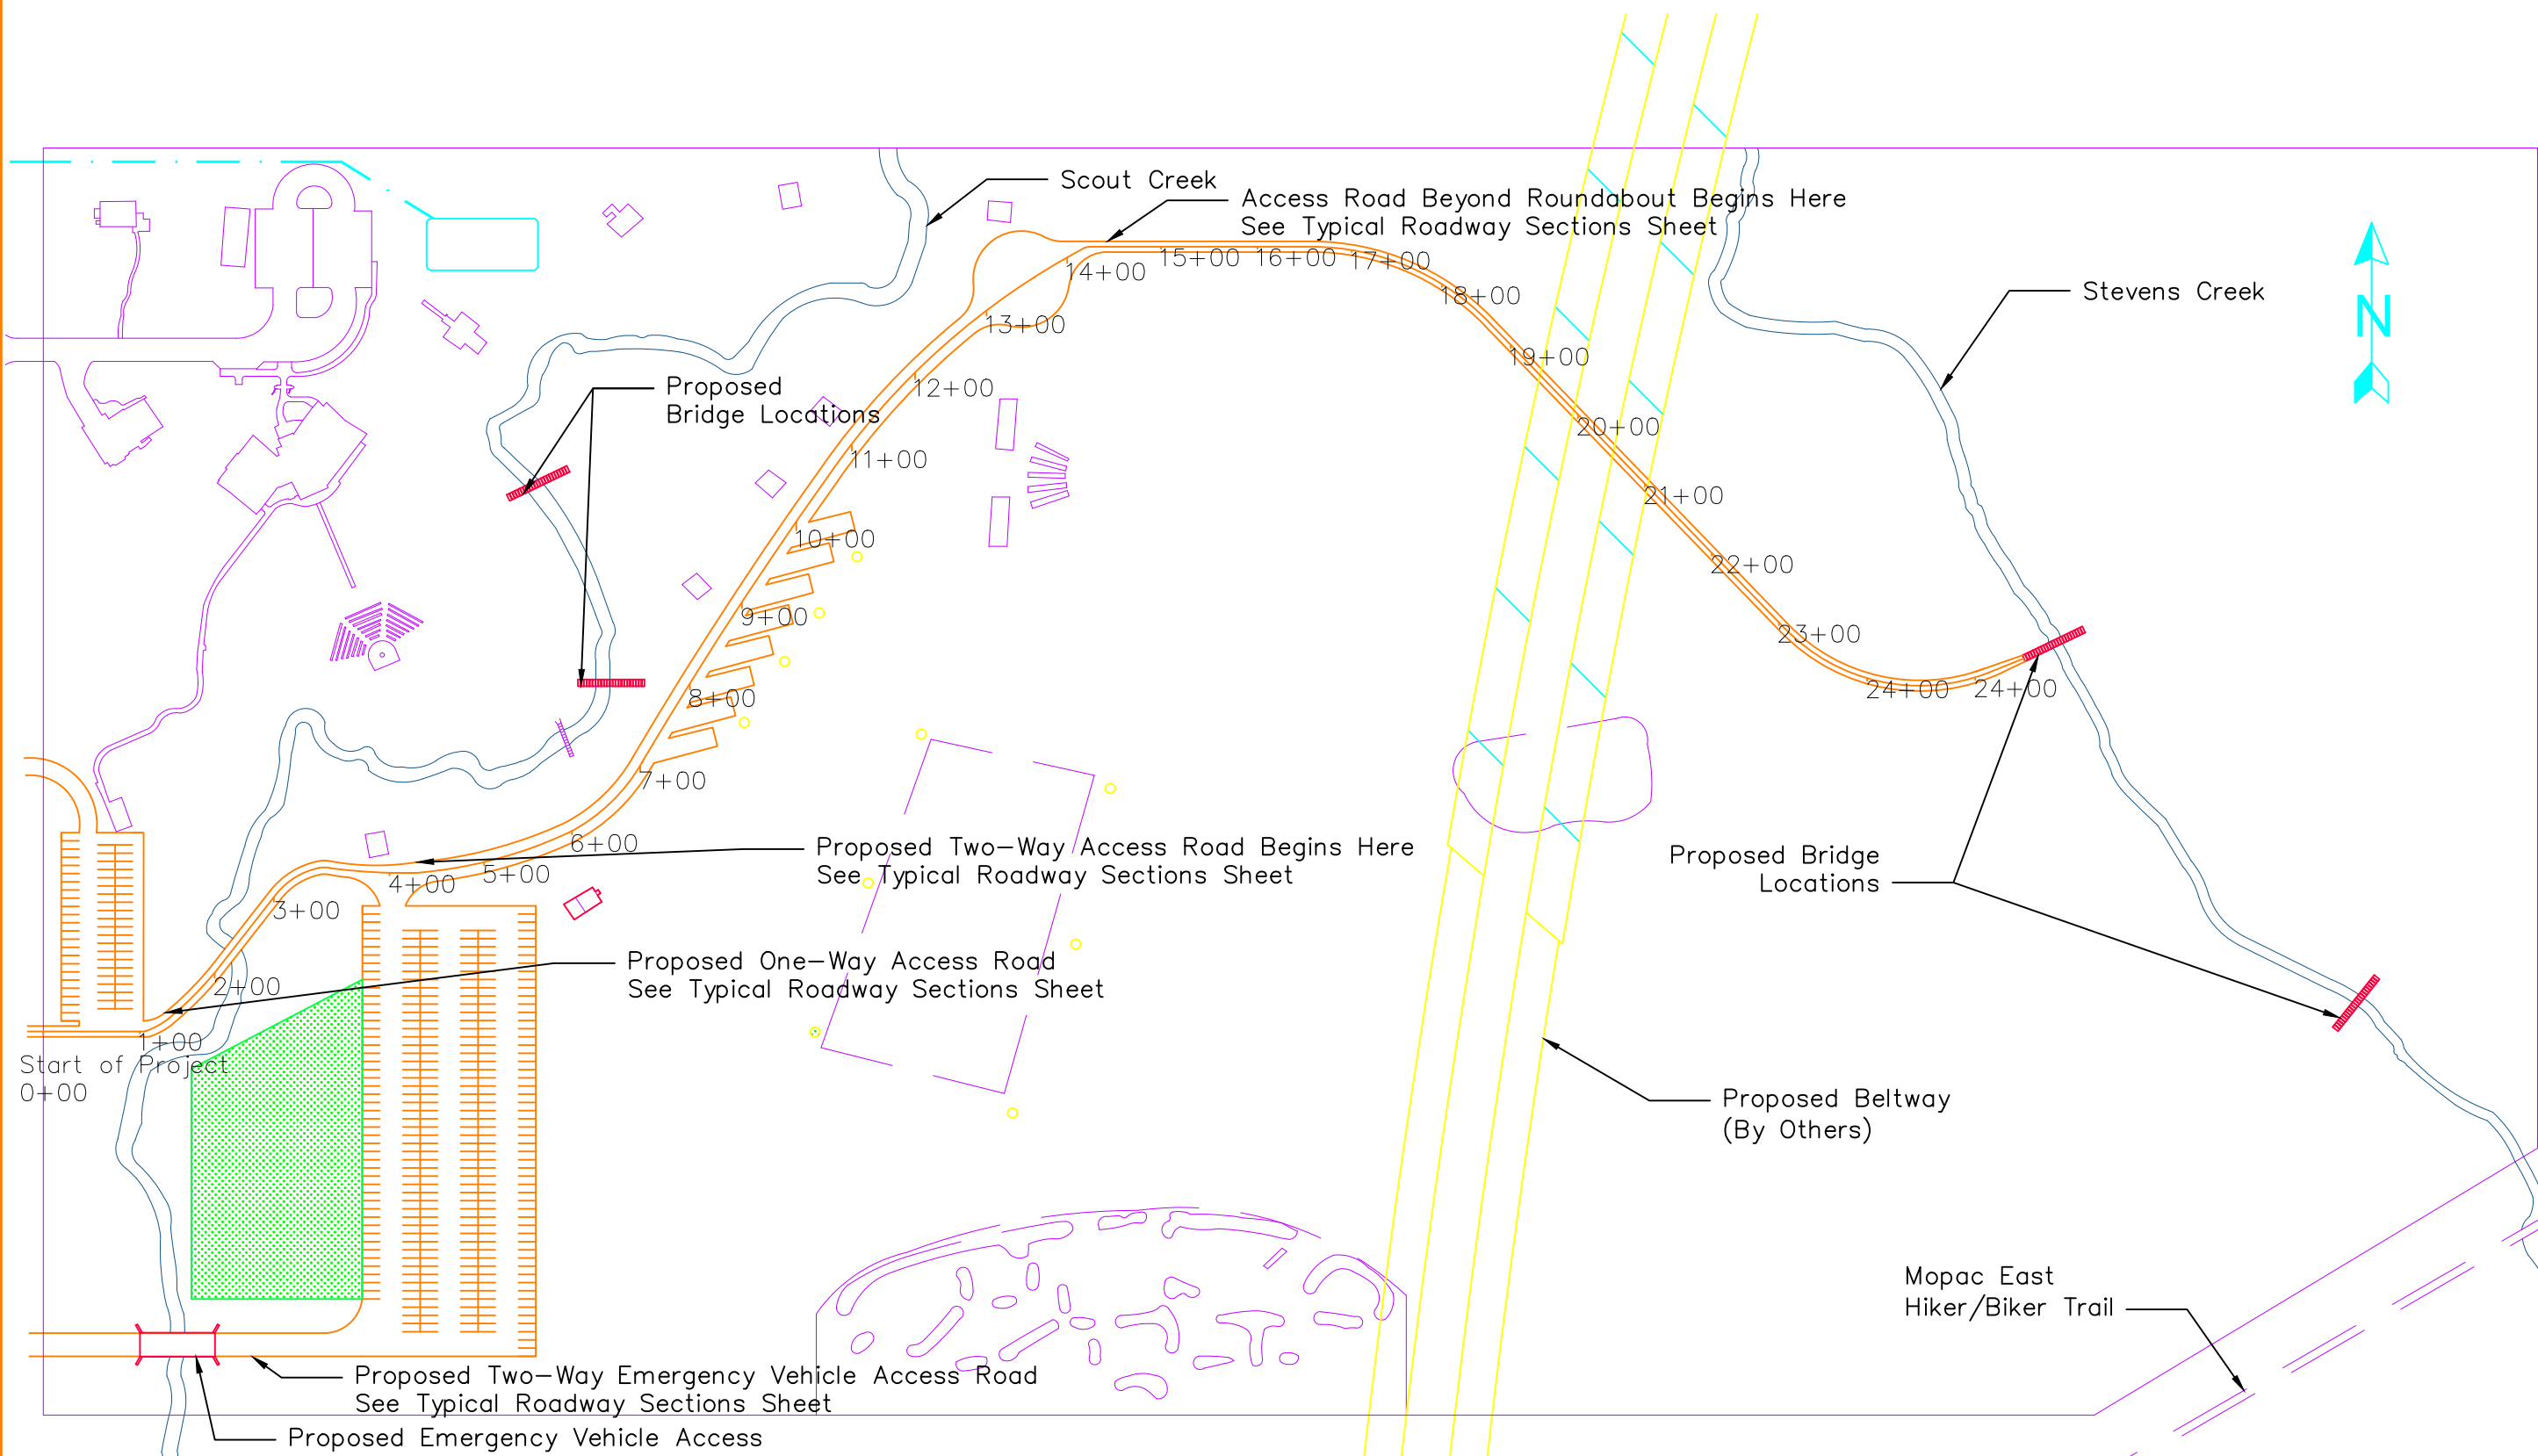 Scout Creek
Access Road Beyond Roundabout Begins Here
See Typical Roadway Sections Sheet
15+00
16+00
17+00
14+00
18+00
13+00
19+00
Stevens Creek
N
Proposed
Bridge Locations
12+00
20+00
11+00
21+00
10+00
22+00
9+00
23+00
8+00
24+00
24+00
7+00
6+00
Proposed Two-Way Access Road Begins Here
See Typical Roadway Sections Sheet
5+00
4+00
3+00
Proposed Bridge
Locations
Proposed One-Way Access Road
See Typical Roadway Sections Sheet
2+00
1+00
Start of Project
0+00
Proposed Beltway
(By Others)
Mopac East
Hiker/Biker Trail
Proposed Two-Way Emergency Vehicle Access Road
See Typical Roadway Sections Sheet
Proposed Emergency Vehicle Access